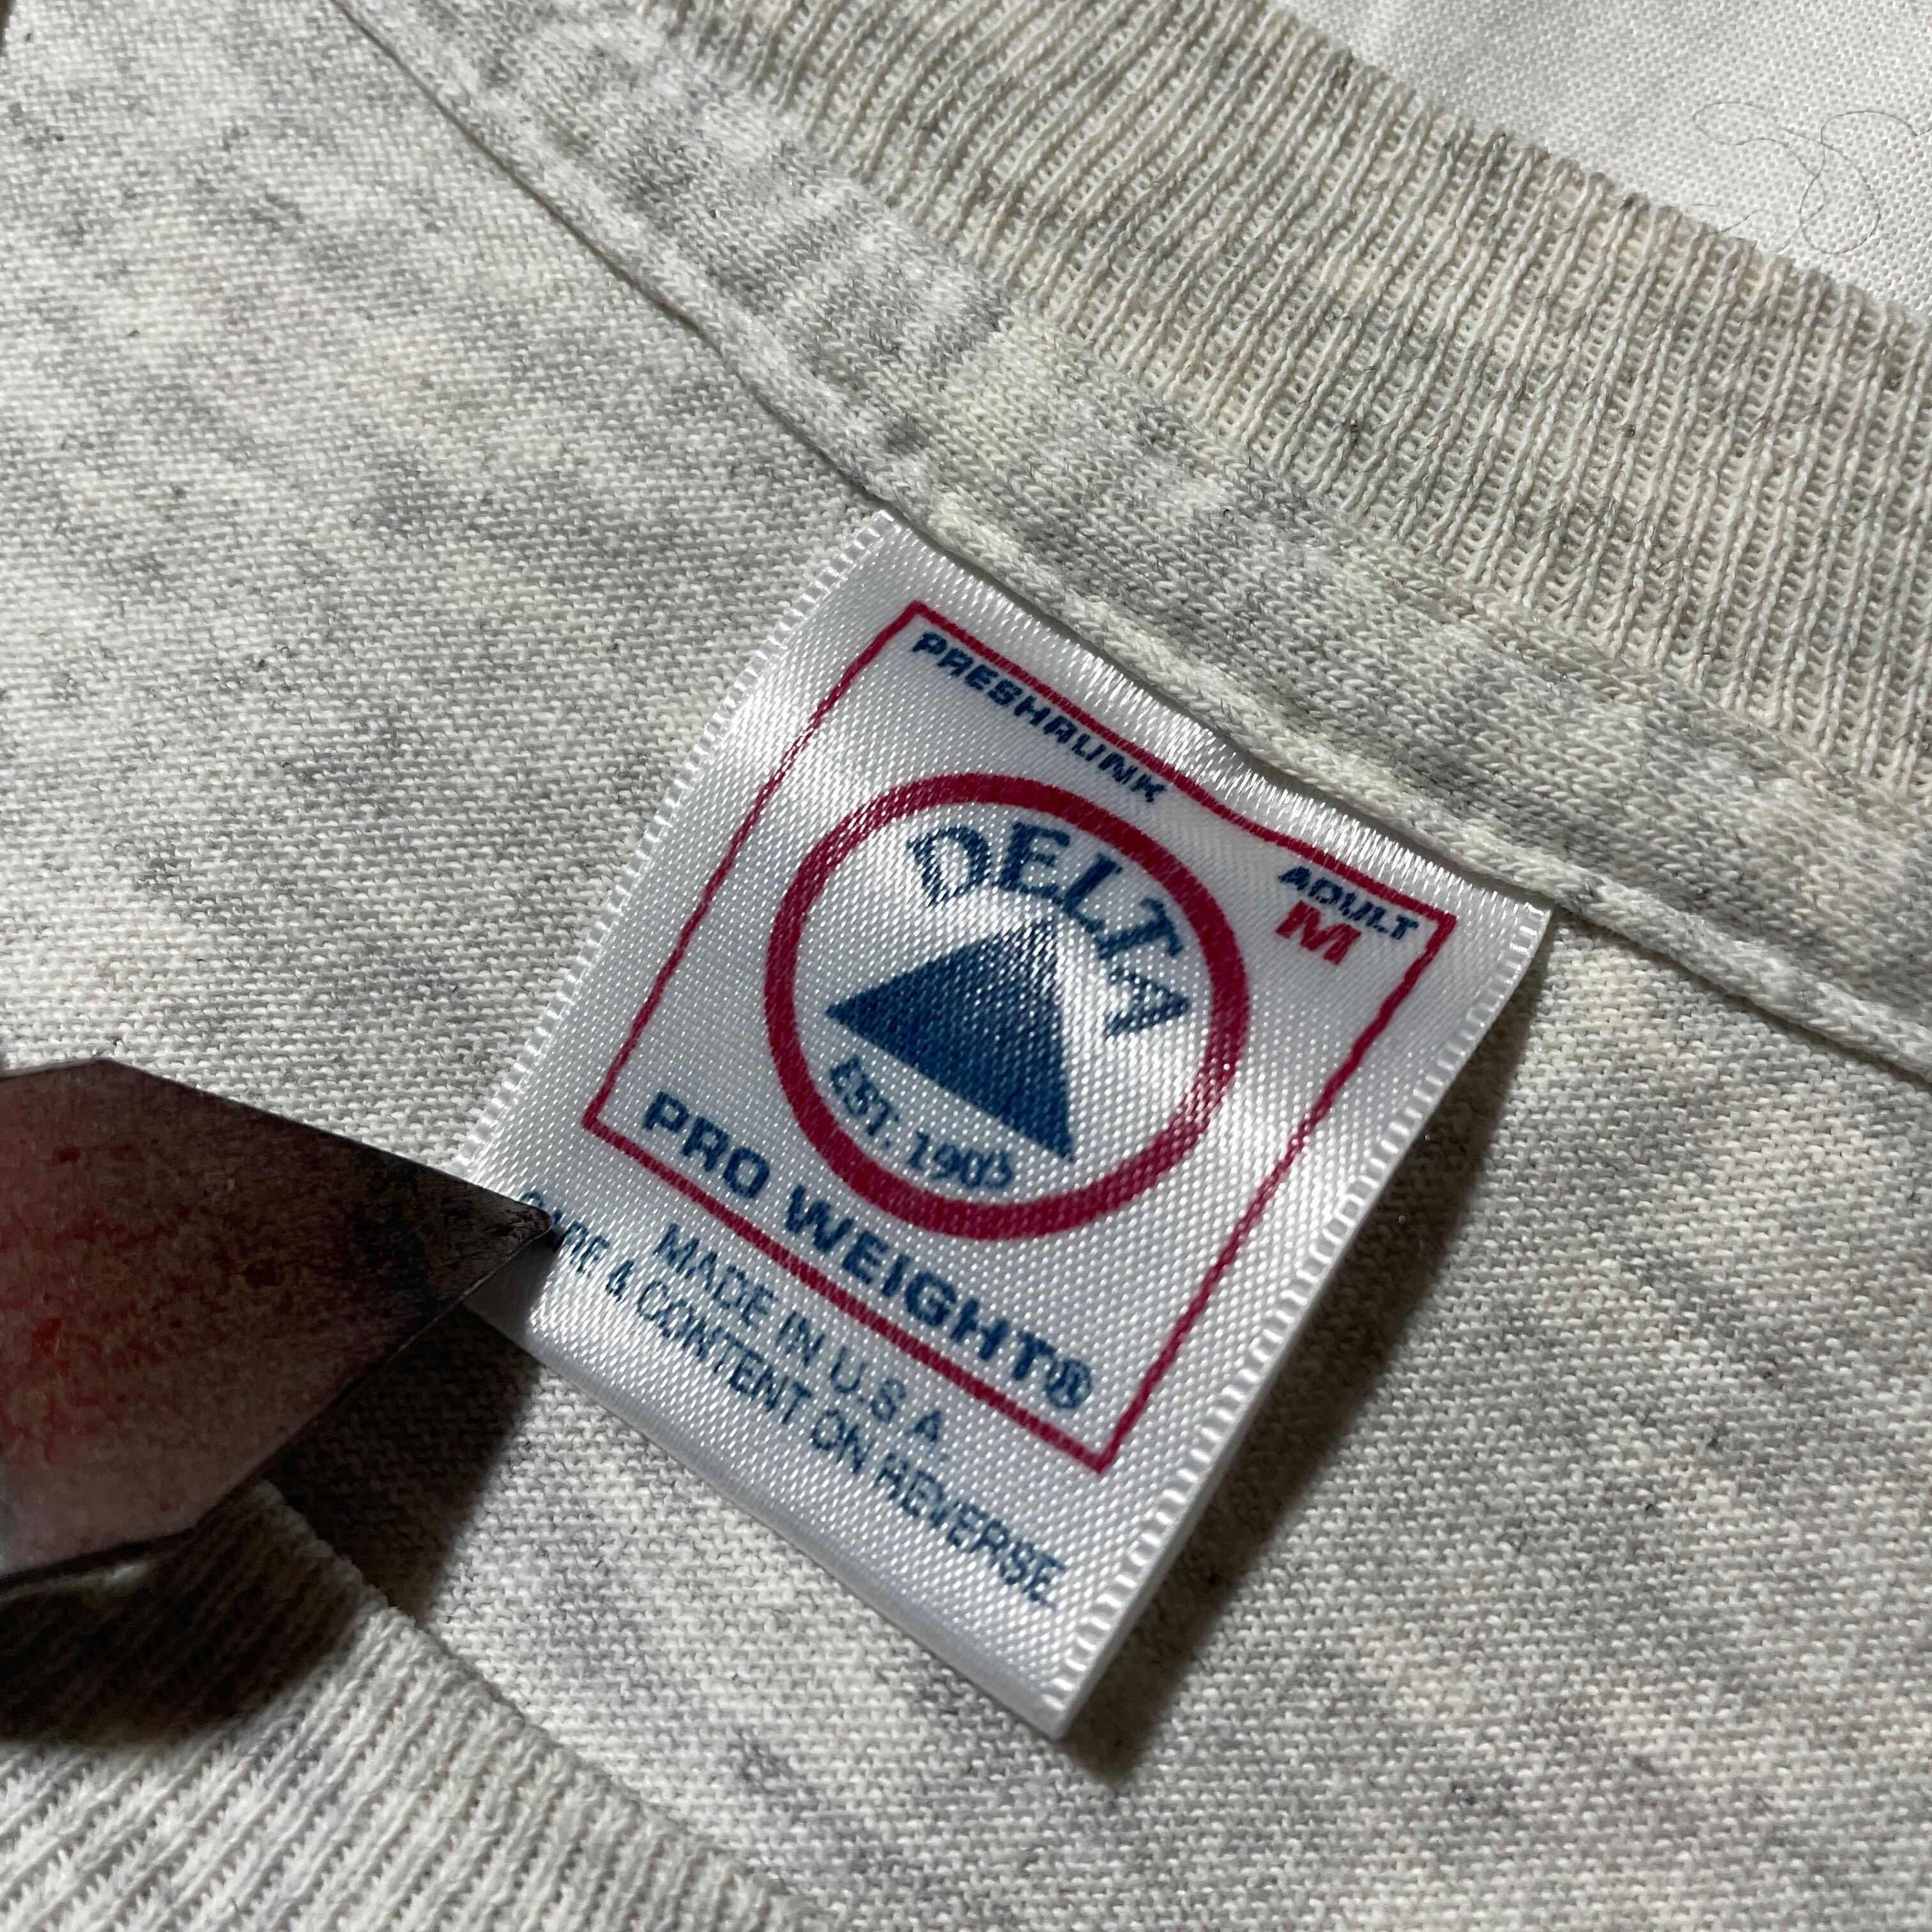 PRESHRUNK
ADULT
M
DELTA
EST. 1903
PRO WEIGHT®
MADE IN U.S.A.
& CONTENT ON REVERSE